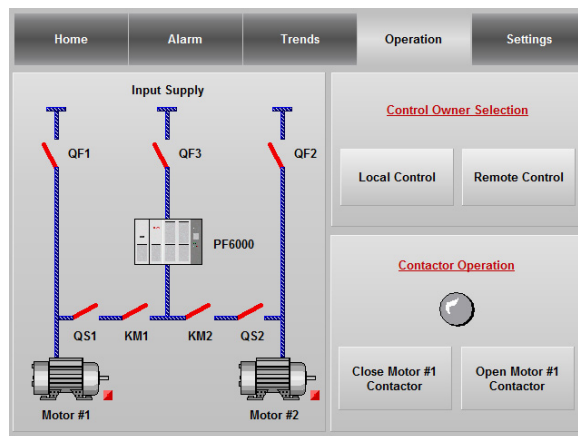 Home
Alarm
Trends
Operation
Settings
Input Supply
QF1
QF3
QF2
PF6000
QS1
KM1
KM2
QS2
Motor #1
Motor #2
Control Owner Selection
Local Control
Remote Control
Contactor Operation
Close Motor #1
Contactor
Open Motor #1
Contactor